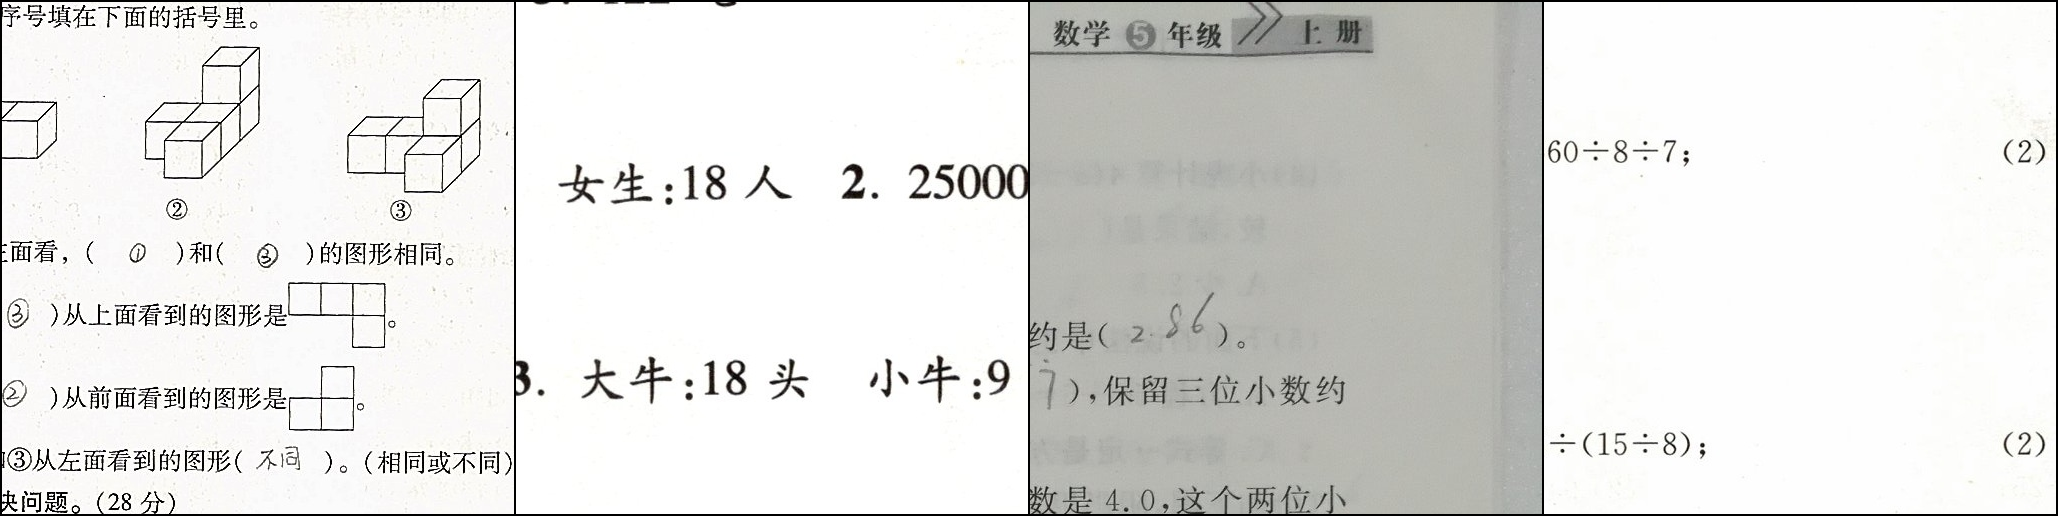 序号填在下面的括号里。
② ③
面看，( ① )和( ③ )的图形相同。
③ )从上面看到的图形是 。
② )从前面看到的图形是 。
③从左面看到的图形( 不同 )。(相同或不同)
问题。(28 分)
女生:18 人 2. 25000
3. 大牛:18 头 小牛:9
数学 5 年级 上 册
约是( 2.86 )。
7̇ ),保留三位小数约
数是 4.0,这个两位小
60÷8÷7; (2)
÷(15÷8); (2)